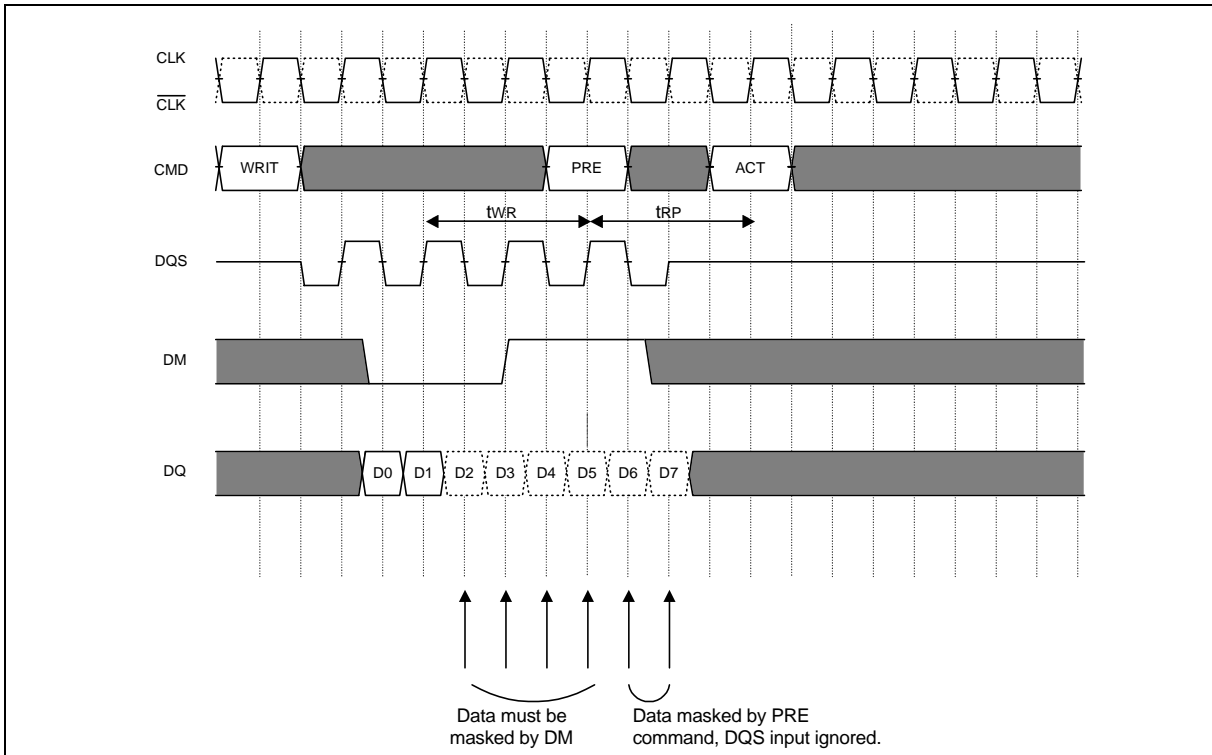 CLK
CLK
CMD WRIT PRE ACT
tWR tRP
DQS
DM
DQ D0 D1 D2 D3 D4 D5 D6 D7
Data must be
masked by DM
Data masked by PRE
command, DQS input ignored.